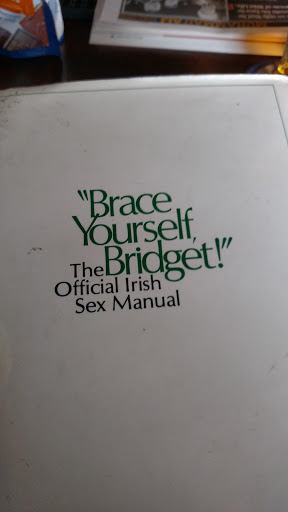 "Brace
Yourself,
Bridget!"
The
Official Irish
Sex Manual